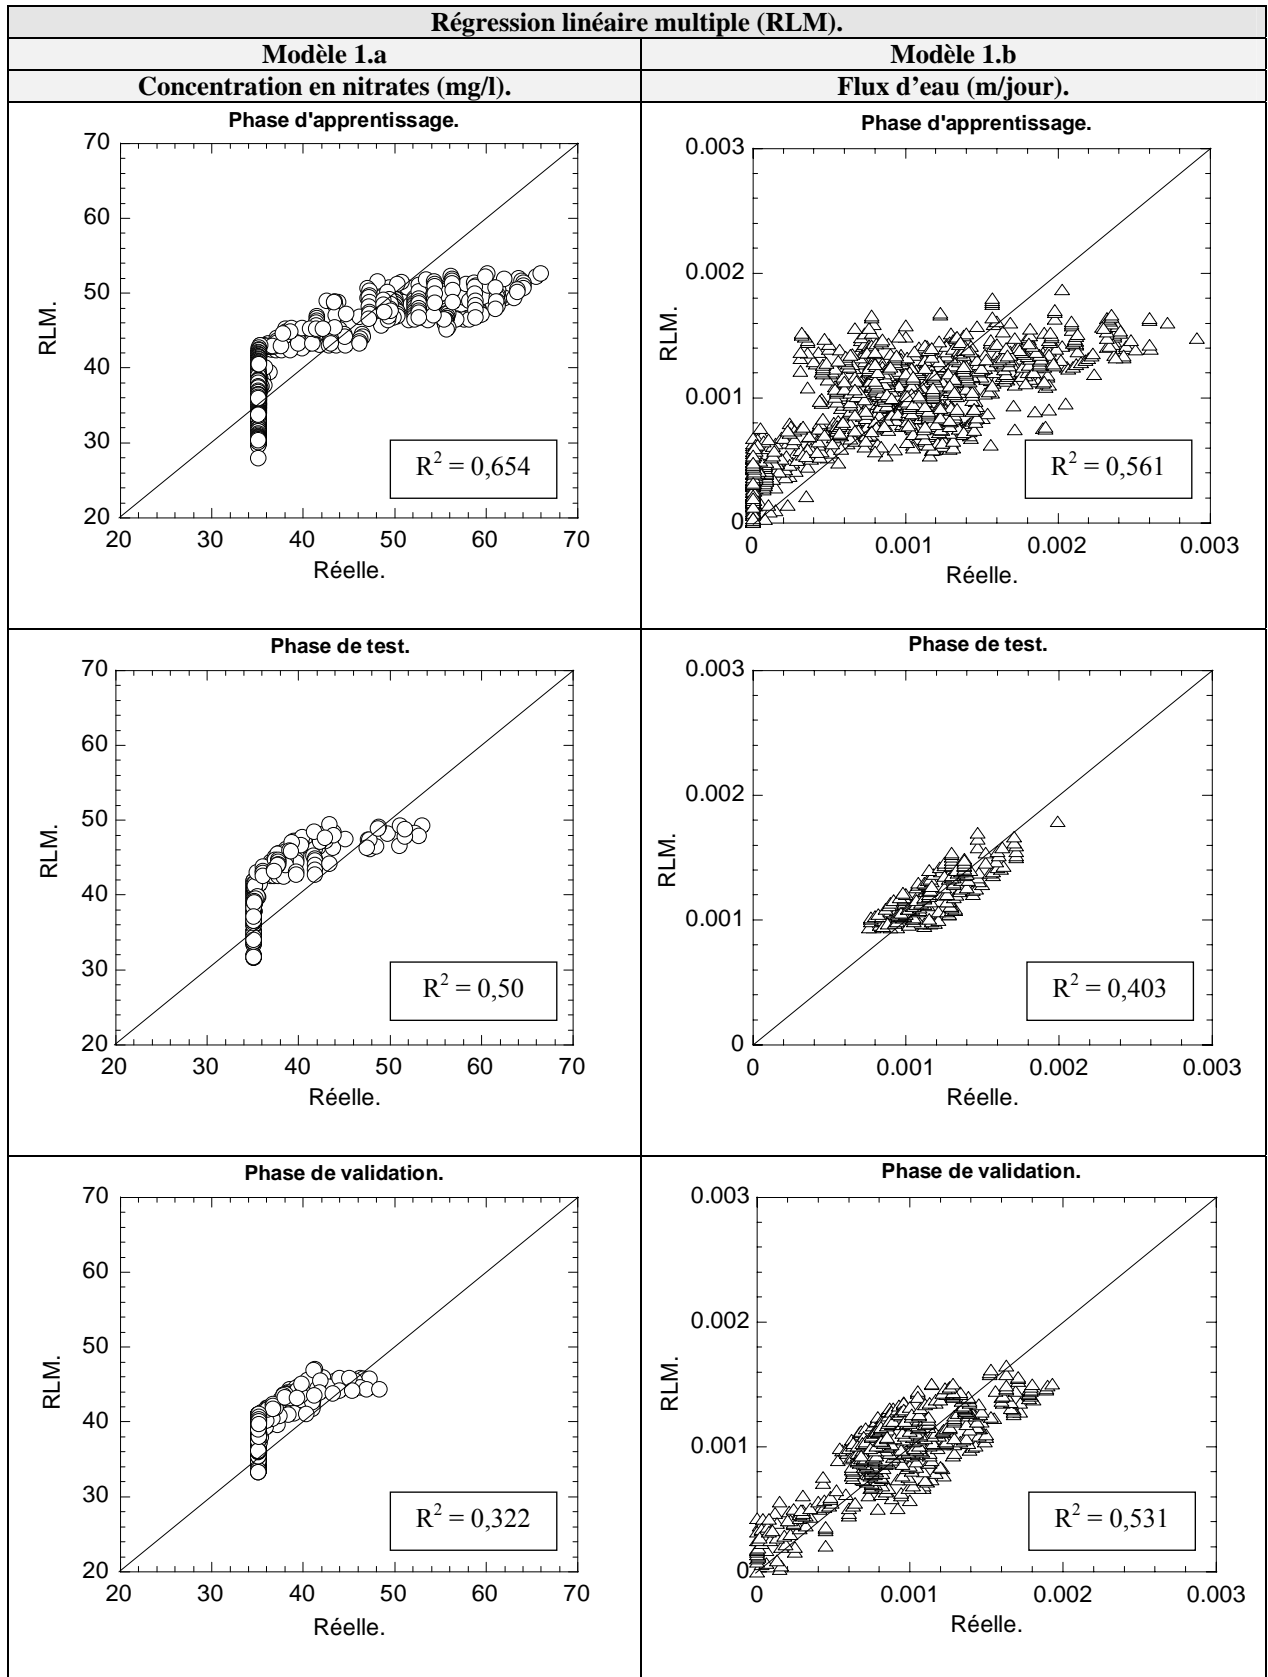 Régression linéaire multiple (RLM).
Modèle 1.a
Modèle 1.b
Concentration en nitrates (mg/l).
Flux d'eau (m/jour).
Phase d'apprentissage.
70
60
50
40
30
20
RLM.
R² = 0,654
20 30 40 50 60 70
Réelle.
Phase d'apprentissage.
0.003
0.002
0.001
0
RLM.
R² = 0,561
0 0.001 0.002 0.003
Réelle.
Phase de test.
70
60
50
40
30
20
RLM.
R² = 0,50
20 30 40 50 60 70
Réelle.
Phase de test.
0.003
0.002
0.001
0
RLM.
R² = 0,403
0 0.001 0.002 0.003
Réelle.
Phase de validation.
70
60
50
40
30
20
RLM.
R² = 0,322
20 30 40 50 60 70
Réelle.
Phase de validation.
0.003
0.002
0.001
0
RLM.
R² = 0,531
0 0.001 0.002 0.003
Réelle.